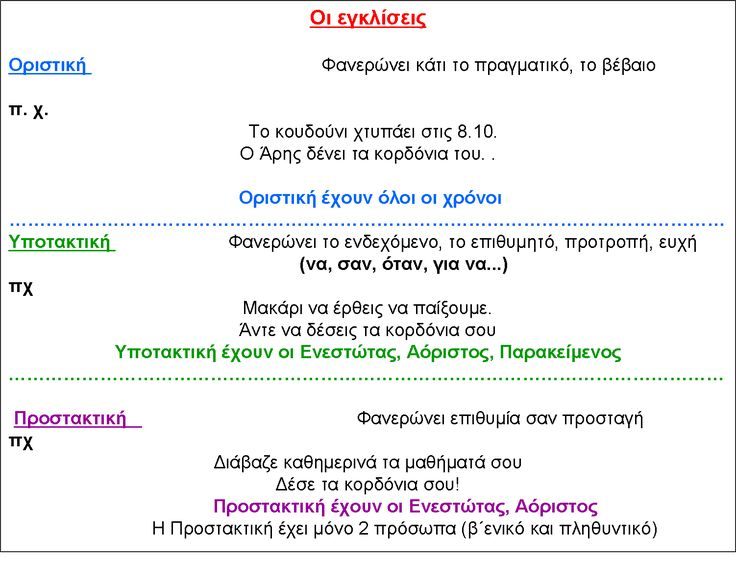 Οι εγκλίσεις
Οριστική Φανερώνει κάτι το πραγματικό, το βέβαιο
π. χ.
Το κουδούνι χτυπάει στις 8.10.
Ο Άρης δένει τα κορδόνια του. .
Οριστική έχουν όλοι οι χρόνοι
Υποτακτική Φανερώνει το ενδεχόμενο, το επιθυμητό, προτροπή, ευχή
(να, σαν, όταν, για να...)
πχ
Μακάρι να έρθεις να παίξουμε.
Άντε να δέσεις τα κορδόνια σου
Υποτακτική έχουν οι Ενεστώτας, Αόριστος, Παρακείμενος
Προστακτική Φανερώνει επιθυμία σαν προσταγή
πχ
Διάβαζε καθημερινά τα μαθήματά σου
Δέσε τα κορδόνια σου!
Προστακτική έχουν οι Ενεστώτας, Αόριστος
Η Προστακτική έχει μόνο 2 πρόσωπα (β΄ενικό και πληθυντικό)